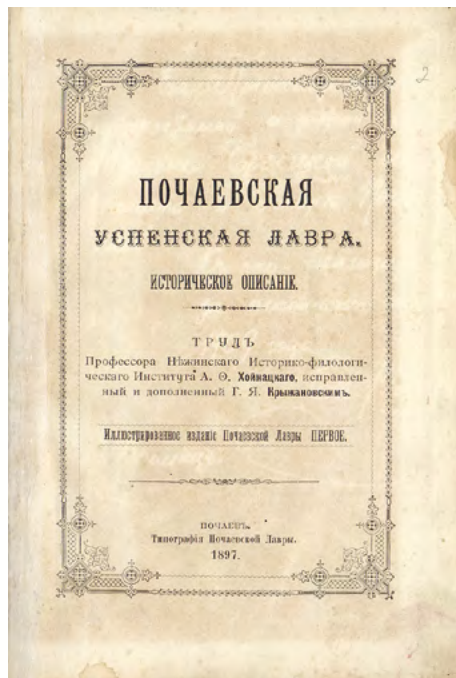 2
ПОЧАЕВСКАЯ
УСПЕНСКАЯ ЛАВРА.
ИСТОРИЧЕСКОЕ ОПИСАНІЕ.
ТРУДЪ
Профессора Нѣжинскаго Историко-филологи-
ческаго Института А. Ѳ. Хойнацкаго, исправлен-
ный и дополненный Г. Я. Крыжановскимъ.
Иллюстрированное изданіе Почаевской Лавры ПЕРВОЕ.
ПОЧАЕВЪ.
Типографія Почаевской Лавры.
1897.